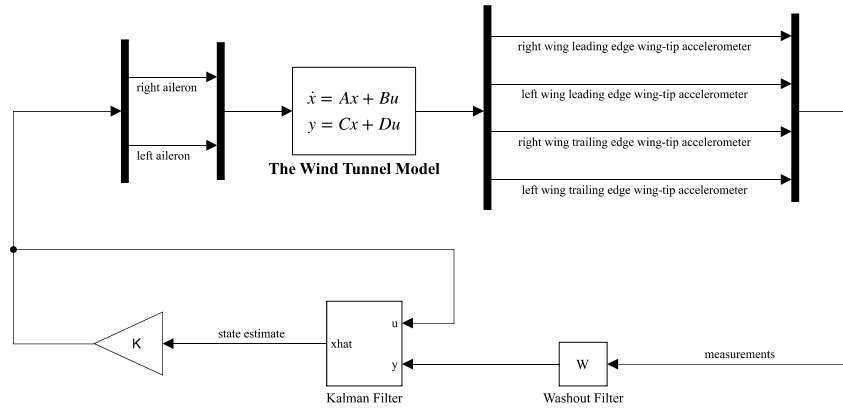 right wing leading edge wing-tip accelerometer
right aileron
left wing leading edge wing-tip accelerometer
ẋ = Ax + Bu
y = Cx + Du
right wing trailing edge wing-tip accelerometer
left aileron
The Wind Tunnel Model
left wing trailing edge wing-tip accelerometer
u
state estimate
K
xhat
measurements
y
W
Kalman Filter
Washout Filter